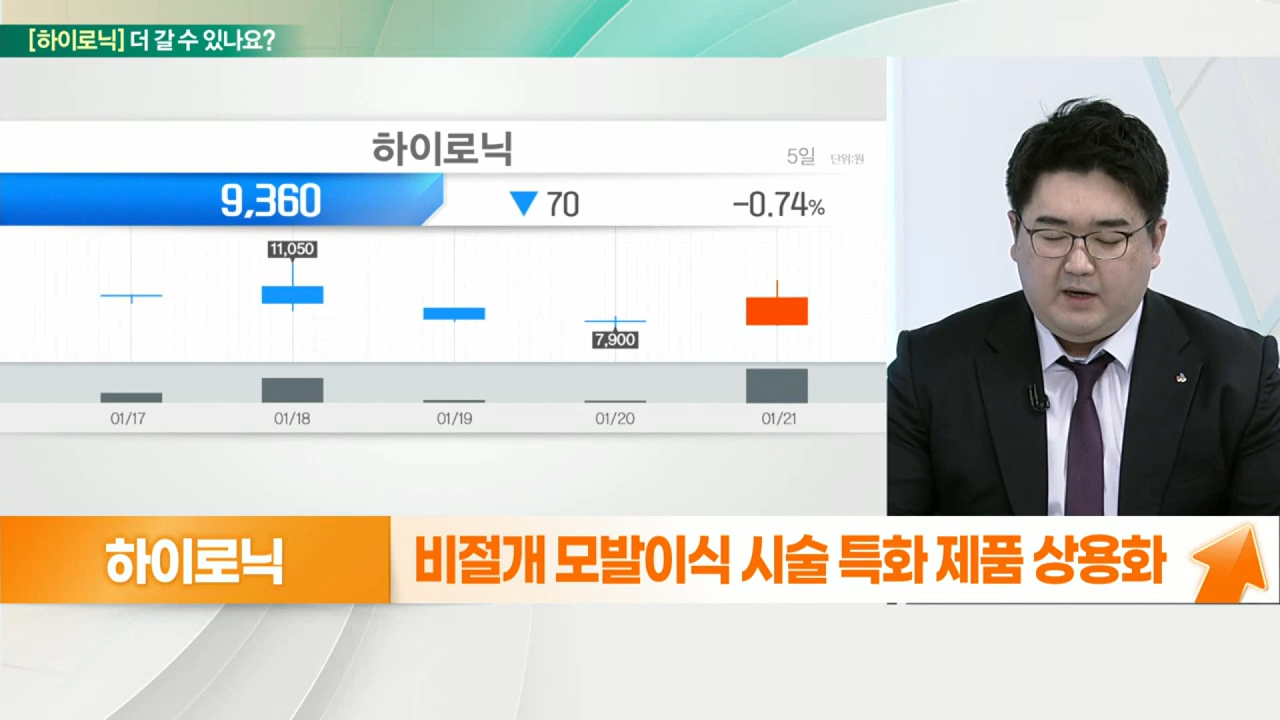 [하이로닉] 더 갈 수 있나요?
하이로닉
5일 단위:원
9,360 ▼ 70 -0.74%
11,050
7,900
01/17 01/18 01/19 01/20 01/21
하이로닉 비절개 모발이식 시술 특화 제품 상용화